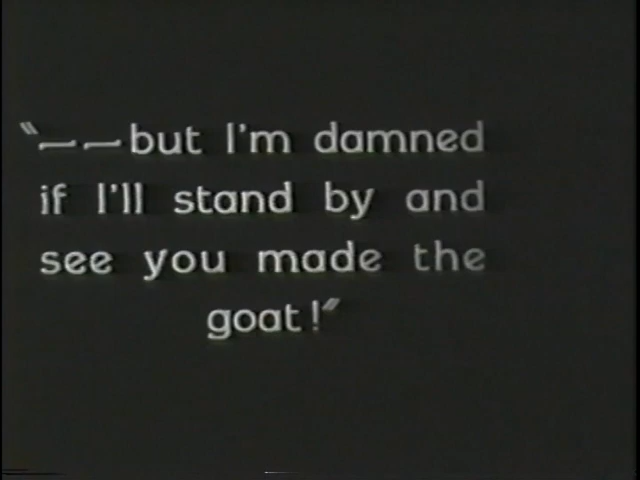 "——but I'm damned
if I'll stand by and
see you made the
goat!"